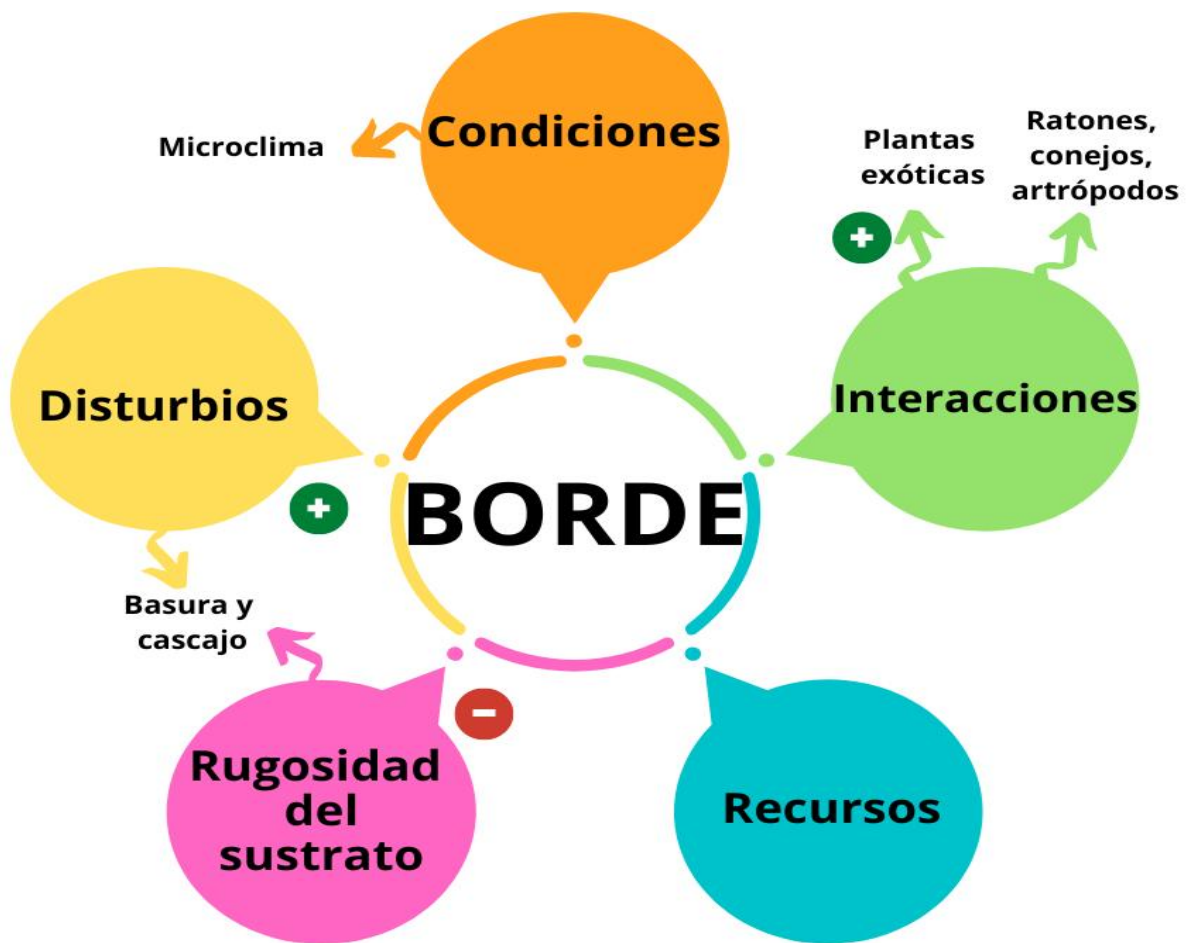 Condiciones
Microclima
Plantas
exóticas
Ratones,
conejos,
artrópodos
+
Interacciones
Disturbios
+
BORDE
Basura y
cascajo
Rugosidad
del
sustrato
−
Recursos